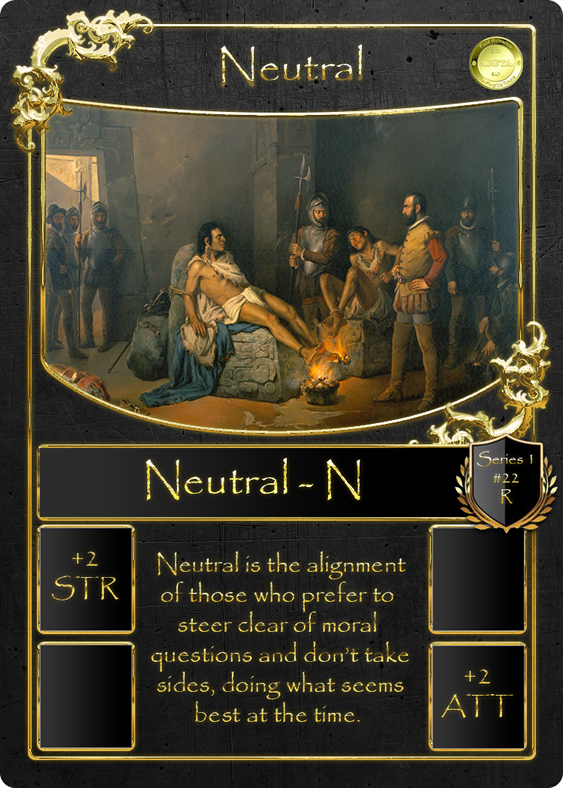 Neutral
Neutral - N
Series 1
#22
R
+2
STR
Neutral is the alignment
of those who prefer to
steer clear of moral
questions and don't take
sides, doing what seems
best at the time.
+2
ATT